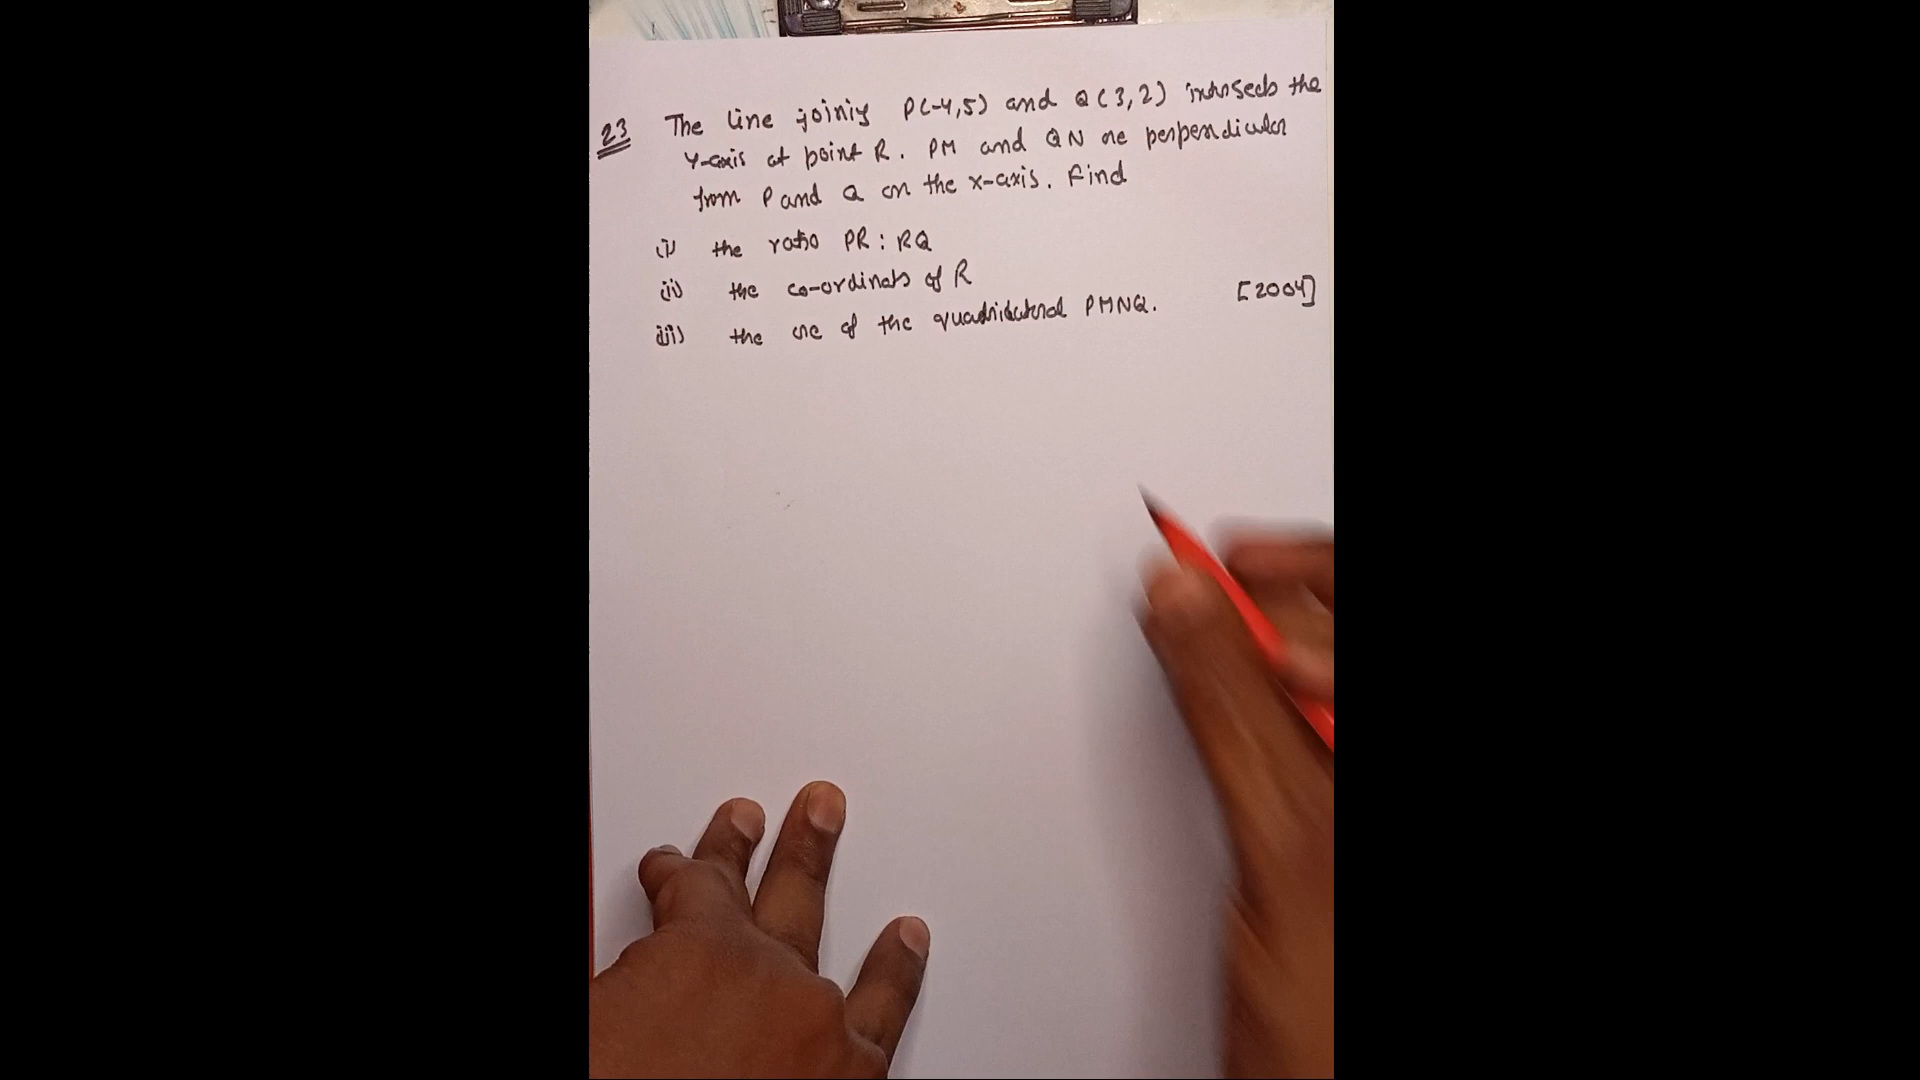 23 The line joining P(-4,5) and Q(3,2) intersects the
Y-axis at point R. PM and QN are perpendicular
from P and Q on the x-axis. Find
(i) the ratio PR : RQ
(ii) the co-ordinats of R
(iii) the are of the quadrilateral PMNQ. [2004]